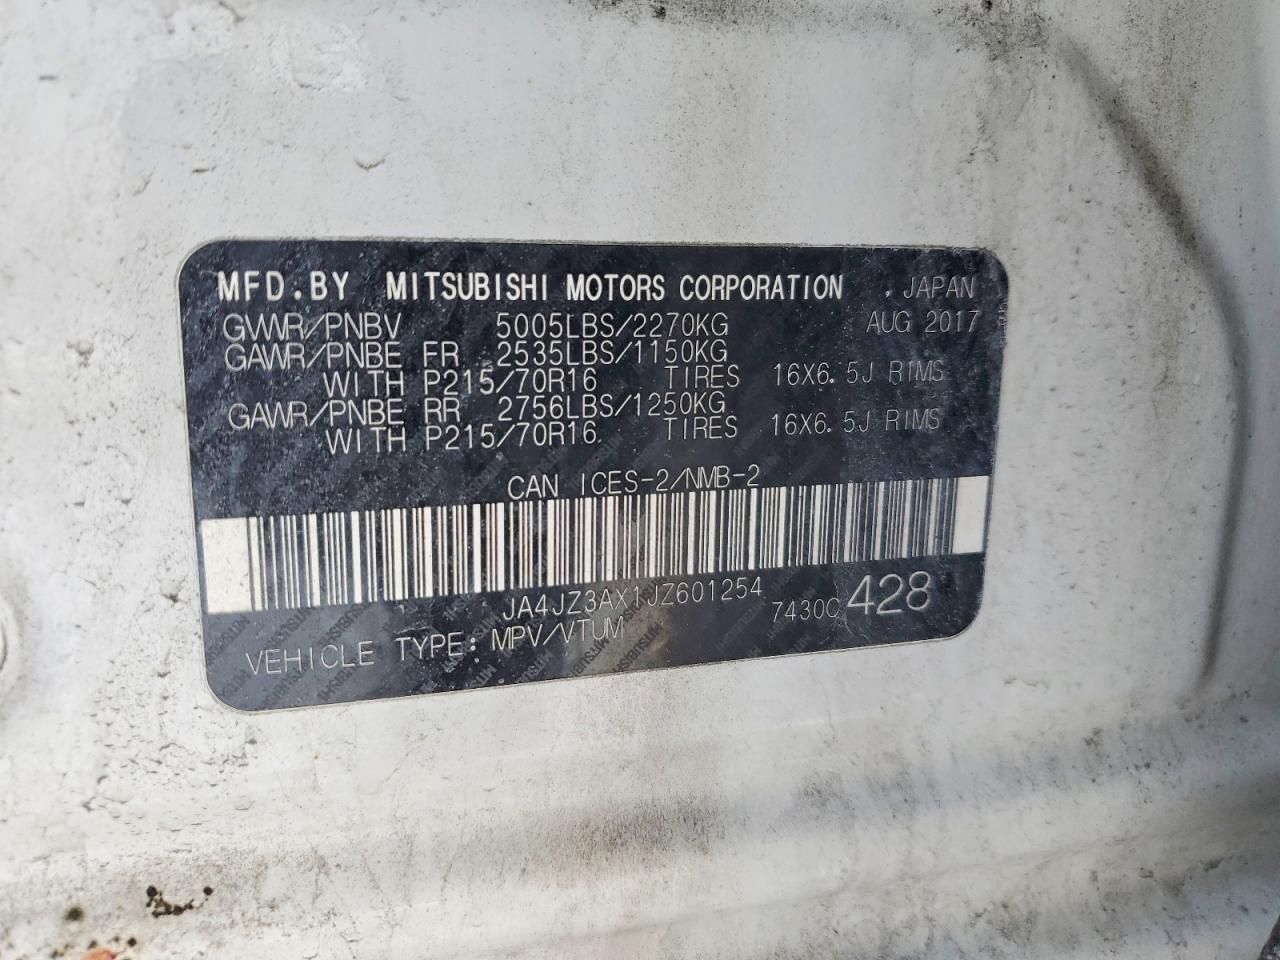 MFD.BY MITSUBISHI MOTORS CORPORATION , JAPAN
GVWR/PNBV 5005LBS/2270KG AUG 2017
GAWR/PNBE FR 2535LBS/1150KG
WITH P215/70R16 TIRES 16X6.5J RIMS
GAWR/PNBE RR 2756LBS/1250KG
WITH P215/70R16 TIRES 16X6.5J RIMS
CAN ICES-2/NMB-2
JA4JZ3AX1JZ601254
7430C 428
VEHICLE TYPE: MPV/VTUM